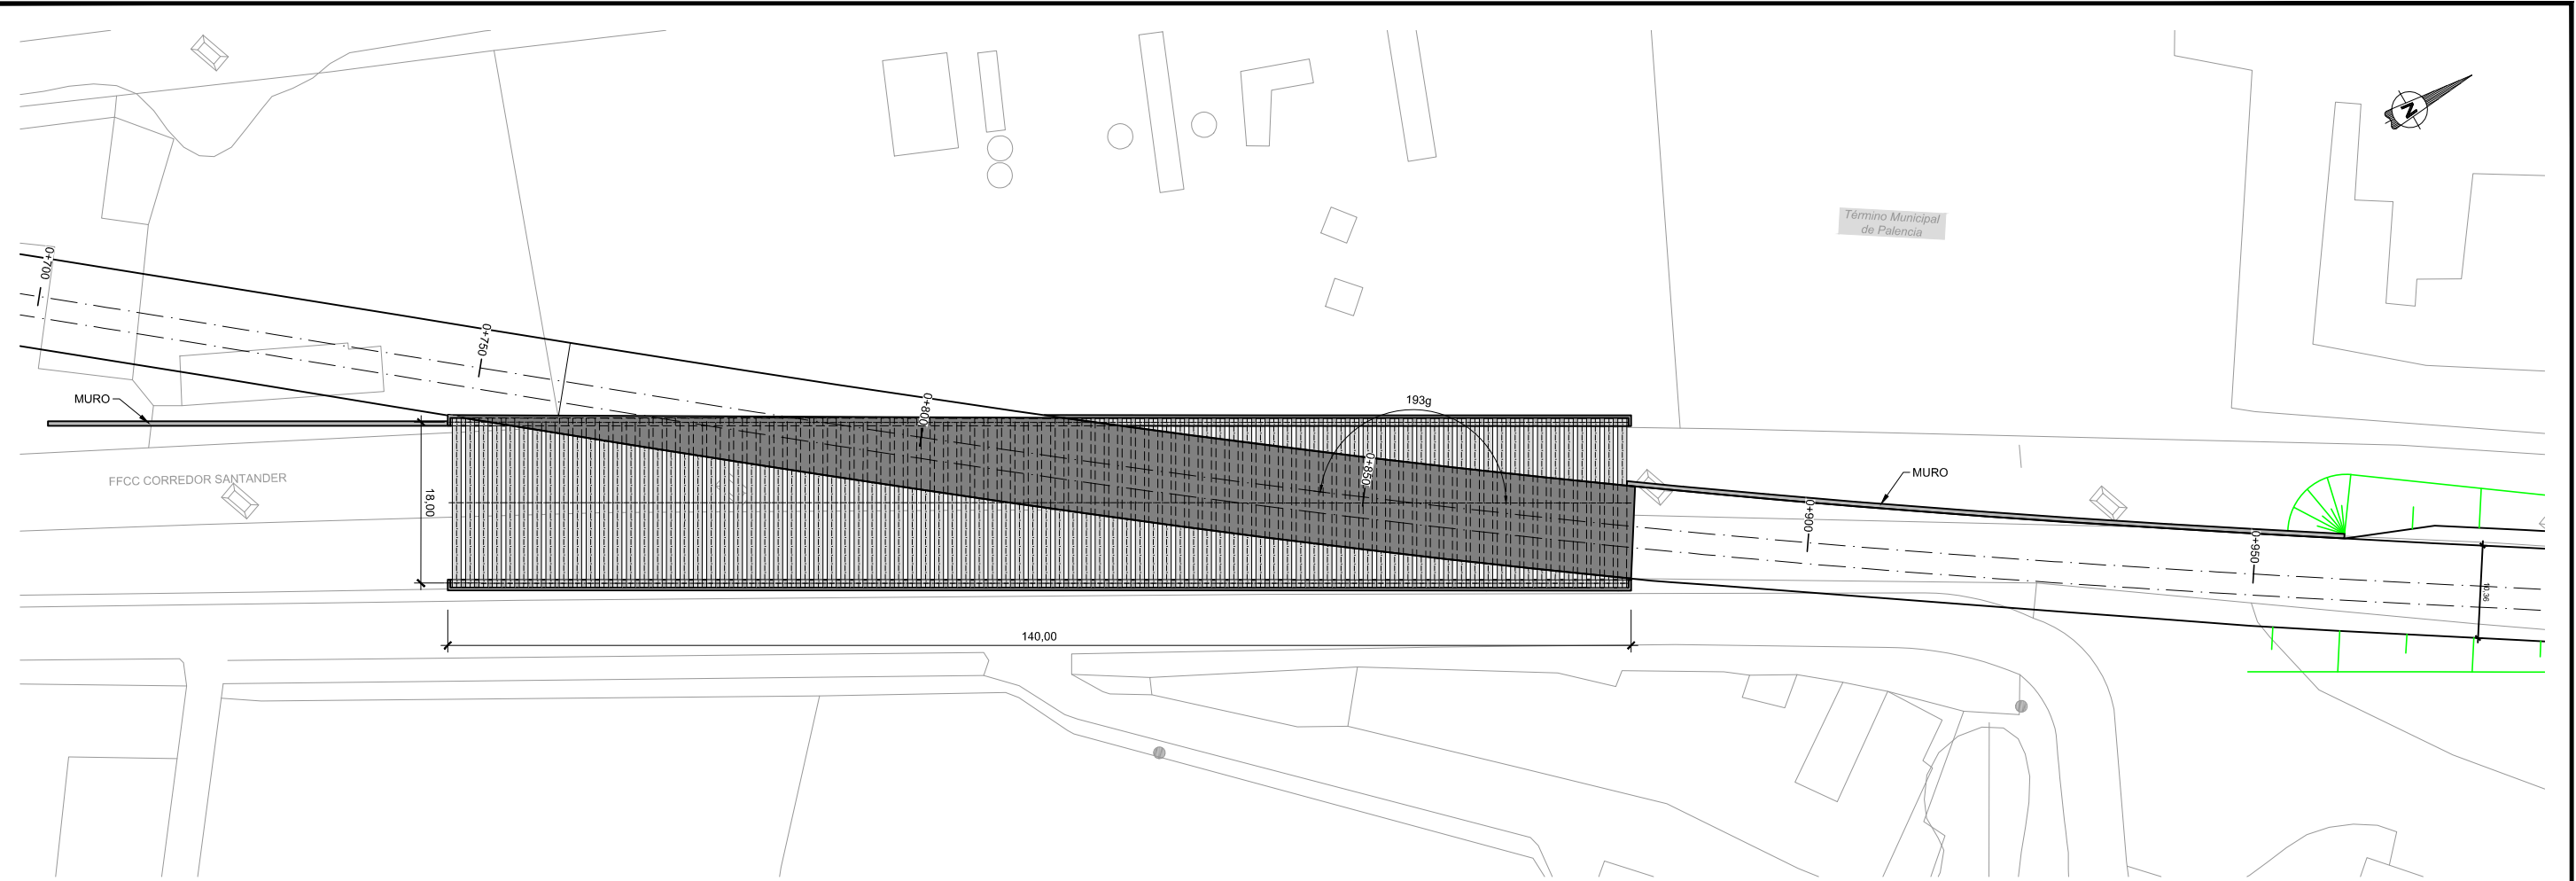 N
Término Municipal
de Palencia
0+700
0+750
0+800
0+850
0+900
0+950
193g
MURO
MURO
FFCC CORREDOR SANTANDER
18,00
140,00